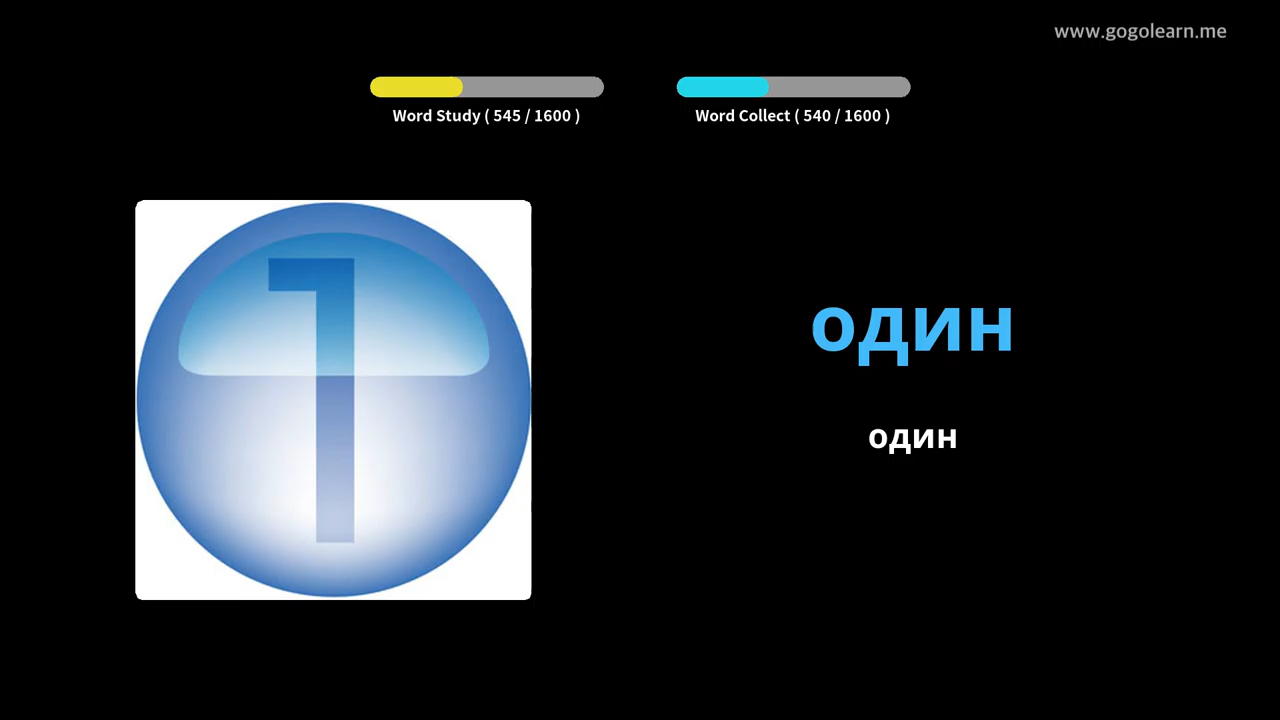 www.gogolearn.me
Word Study ( 545 / 1600 )
Word Collect ( 540 / 1600 )
1
один
один